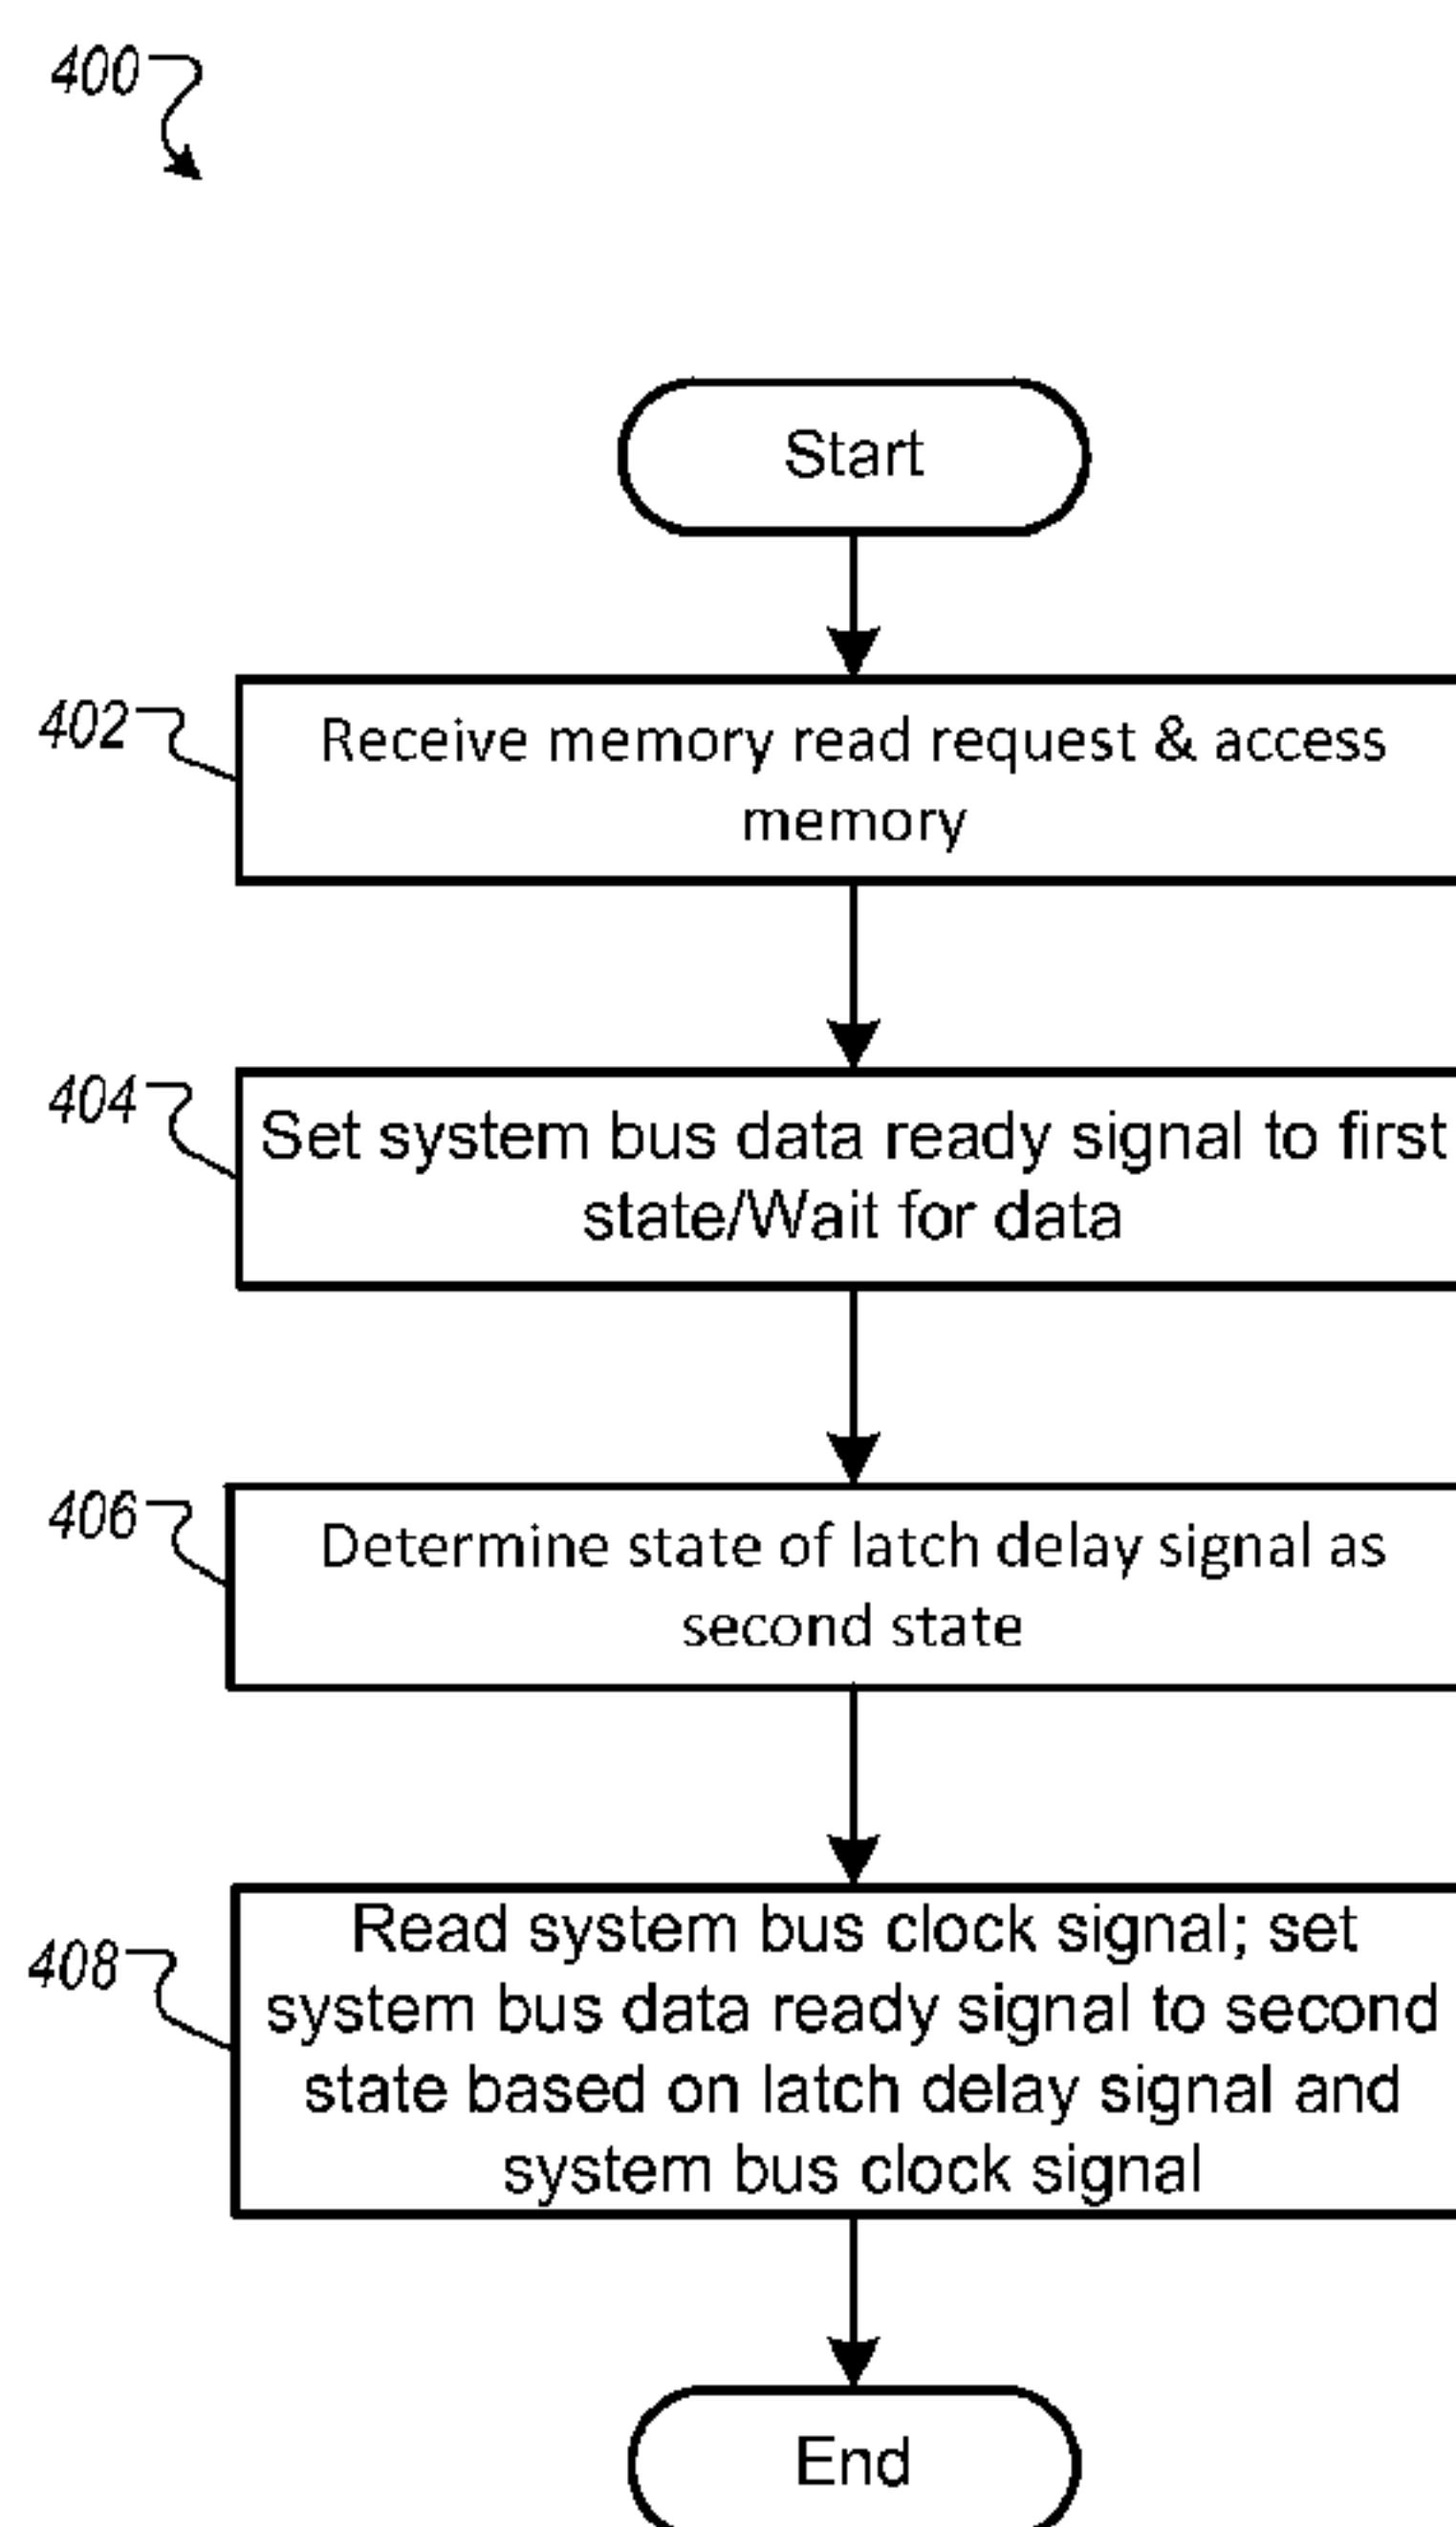 400
Start
402
Receive memory read request & access
memory
404
Set system bus data ready signal to first
state/Wait for data
406
Determine state of latch delay signal as
second state
408
Read system bus clock signal; set
system bus data ready signal to second
state based on latch delay signal and
system bus clock signal
End